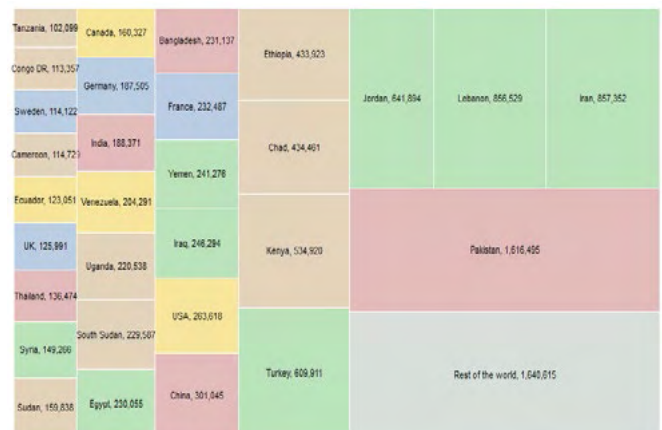 Tanzania, 102,099
Congo DR, 113,357
Sweden, 114,122
Cameroon, 114,729
Ecuador, 123,051
UK, 125,991
Thailand, 136,474
Syria, 149,266
Sudan, 159,838
Canada, 160,327
Germany, 187,505
India, 188,371
Venezuela, 204,291
Uganda, 220,538
South Sudan, 229,587
Egypt, 230,055
Bangladesh, 231,137
France, 232,487
Yemen, 241,276
Iraq, 246,294
USA, 263,618
China, 301,045
Ethiopia, 433,923
Chad, 434,461
Kenya, 534,920
Turkey, 609,911
Jordan, 641,894
Lebanon, 856,529
Iran, 857,352
Pakistan, 1,616,495
Rest of the world, 1,640,615